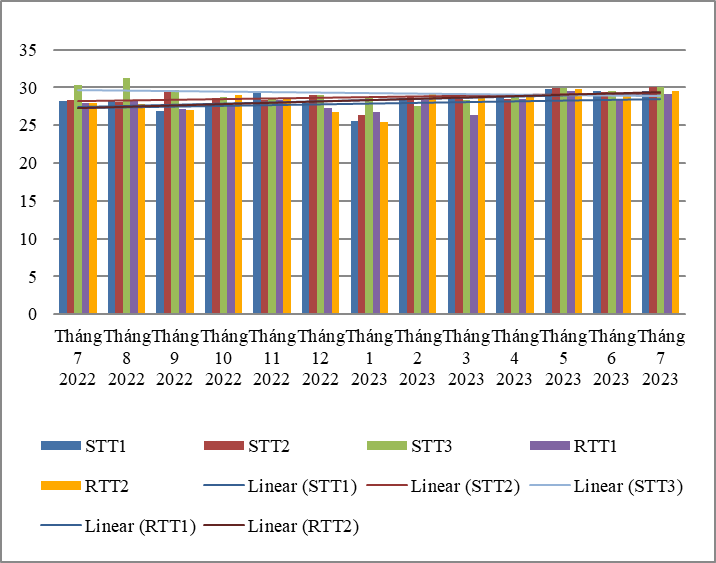 35
30
25
20
15
10
5
0
Tháng Tháng Tháng Tháng Tháng Tháng Tháng Tháng Tháng Tháng Tháng Tháng Tháng
7 8 9 10 11 12 1 2 3 4 5 6 7
2022 2022 2022 2022 2022 2022 2023 2023 2023 2023 2023 2023 2023
STT1 STT2 STT3 RTT1
RTT2 Linear (STT1) Linear (STT2) Linear (STT3)
Linear (RTT1) Linear (RTT2)